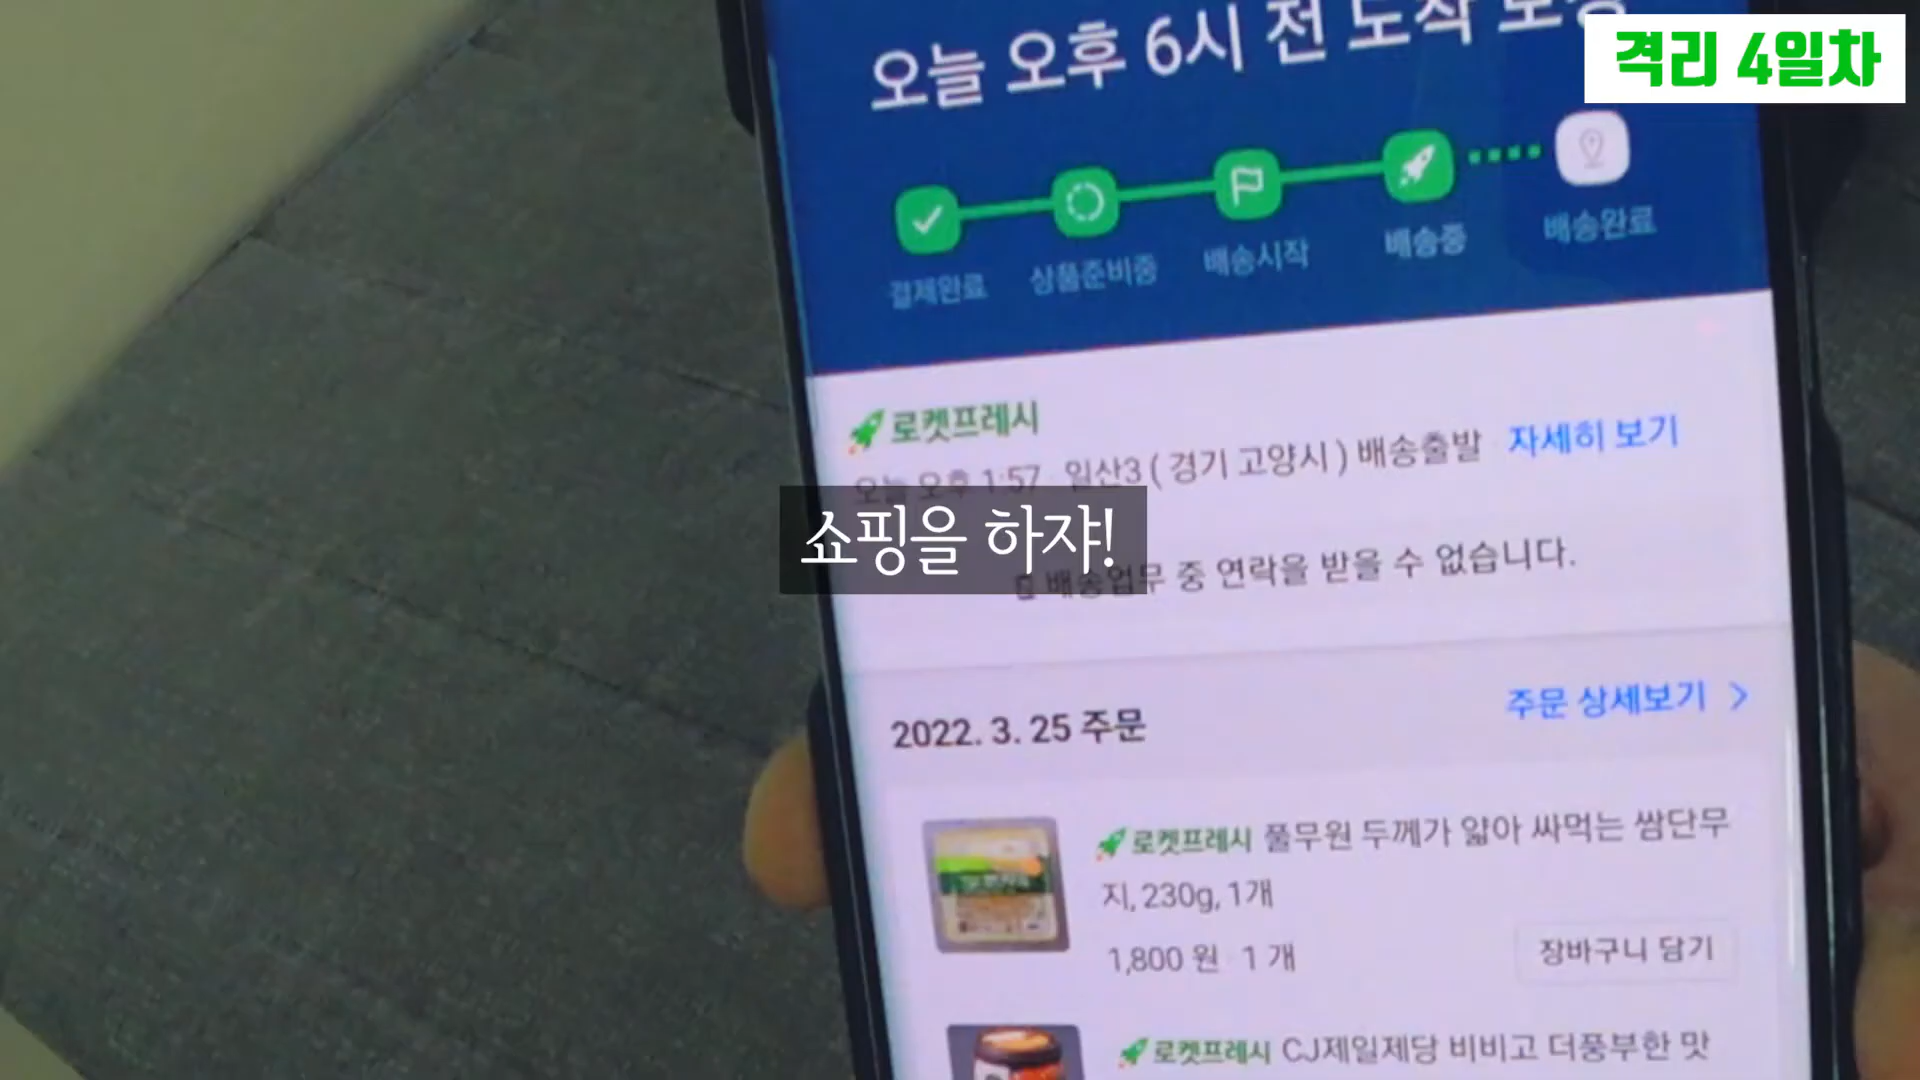 격리 4일차
오늘 오후 6시 전 도착 보장
결제완료
상품준비중
배송시작
배송중
배송완료
로켓프레시
오늘 오후 1:57 일산3 ( 경기 고양시 ) 배송출발 자세히 보기
쇼핑을 하쟈!
배송업무 중 연락을 받을 수 없습니다.
2022. 3. 25 주문
주문 상세보기
로켓프레시 풀무원 두께가 얇아 싸먹는 쌈단무
지, 230g, 1개
1,800 원 · 1 개
장바구니 담기
로켓프레시 CJ제일제당 비비고 더풍부한 맛